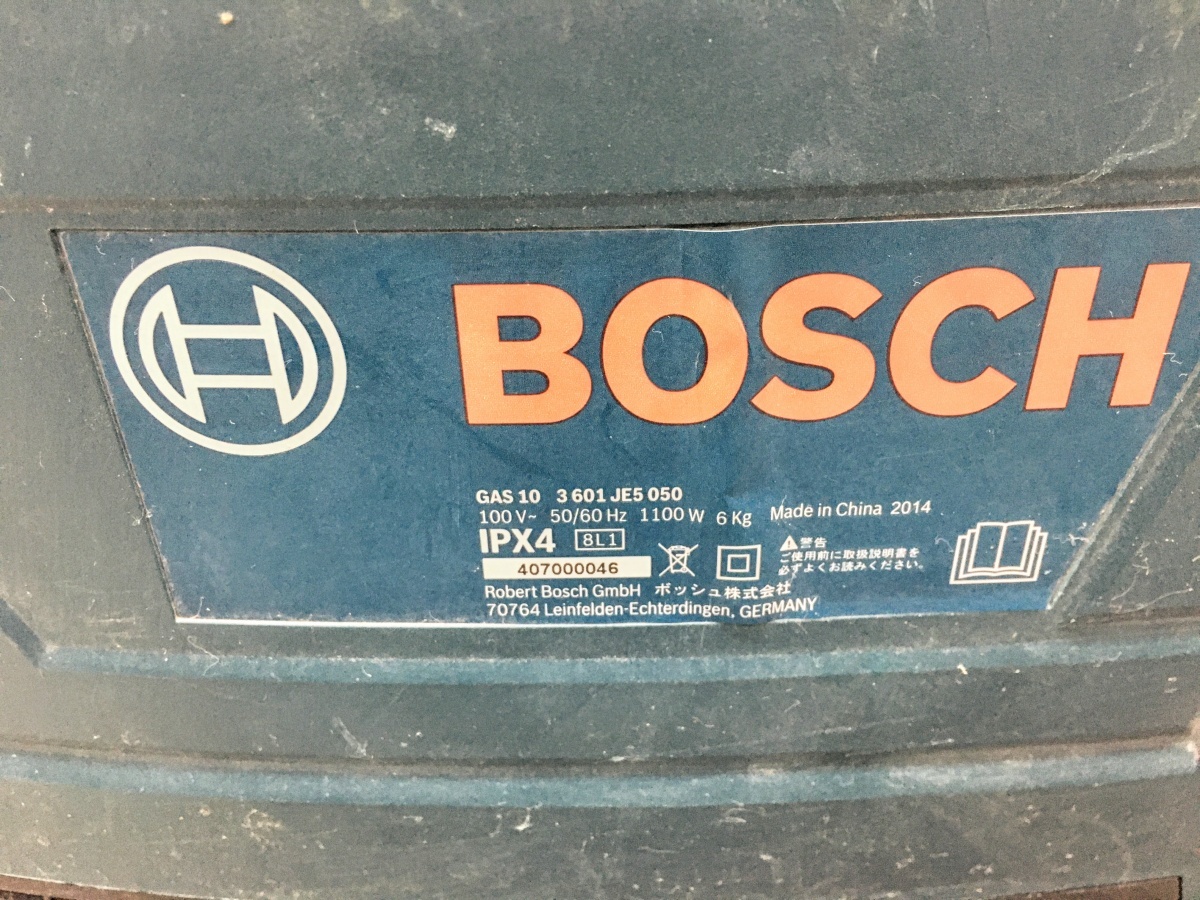 BOSCH
GAS 10 3 601 JE5 050
100 V~ 50/60 Hz 1100 W 6 Kg Made in China 2014
IPX4 8L1
407000046
警告
ご使用前に取扱説明書を
必ずよくお読みください。
Robert Bosch GmbH ボッシュ株式会社
70764 Leinfelden-Echterdingen, GERMANY